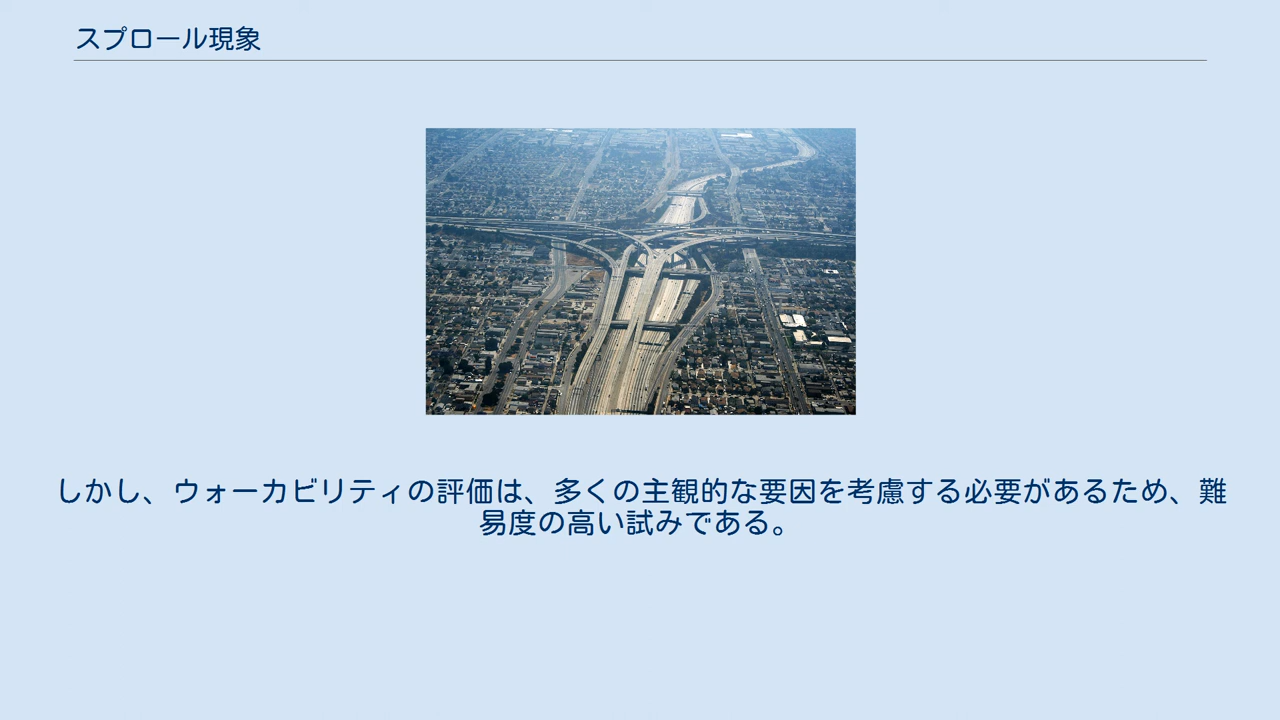 スプロール現象
しかし、ウォーカビリティの評価は、多くの主観的な要因を考慮する必要があるため、難
易度の高い試みである。